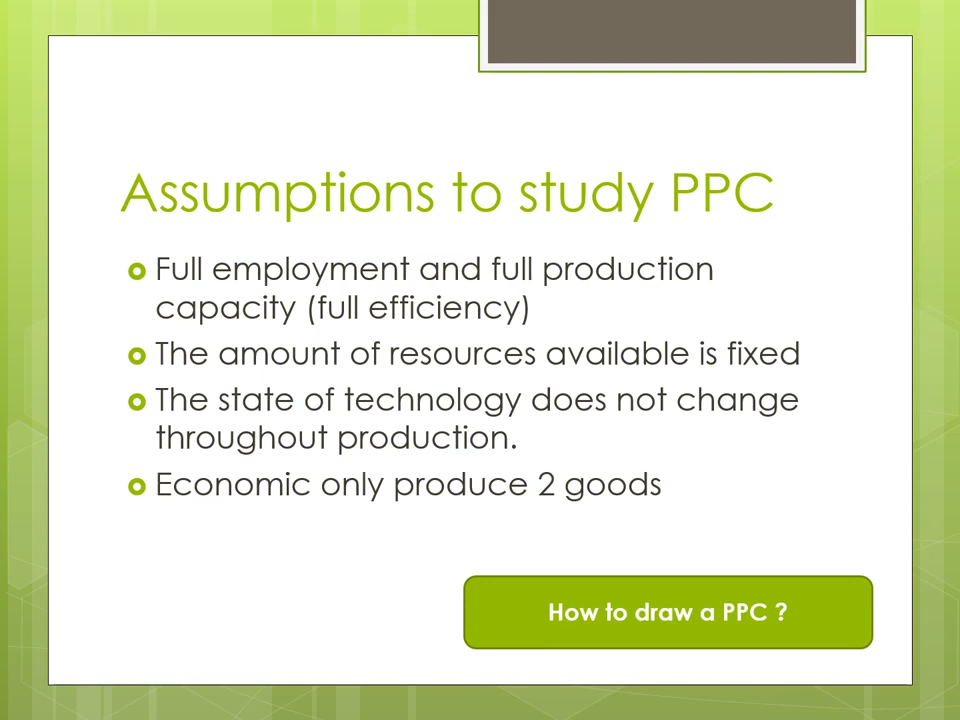 Assumptions to study PPC
Full employment and full production
capacity (full efficiency)
The amount of resources available is fixed
The state of technology does not change
throughout production.
Economic only produce 2 goods
How to draw a PPC ?